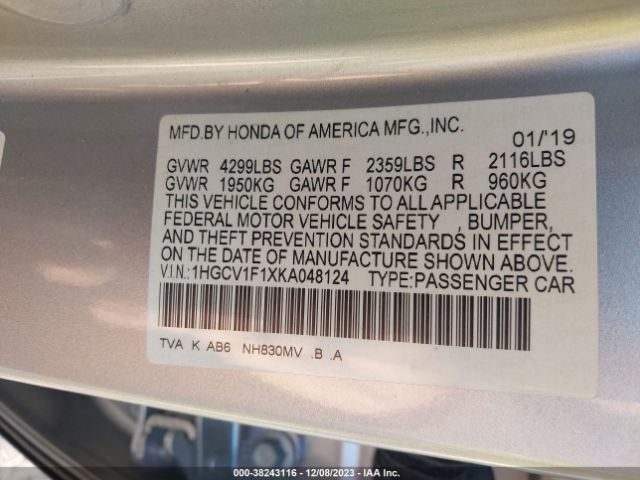 MFD.BY HONDA OF AMERICA MFG.,INC.
01/'19
GVWR 4299LBS GAWR F 2359LBS R 2116LBS
GVWR 1950KG GAWR F 1070KG R 960KG
THIS VEHICLE CONFORMS TO ALL APPLICABLE
FEDERAL MOTOR VEHICLE SAFETY , BUMPER,
AND THEFT PREVENTION STANDARDS IN EFFECT
ON THE DATE OF MANUFACTURE SHOWN ABOVE.
V.I.N.:1HGCV1F1XKA048124 TYPE:PASSENGER CAR
TVA K AB6 NH830MV .B .A
000-38243116 - 12/08/2023 - IAA Inc.